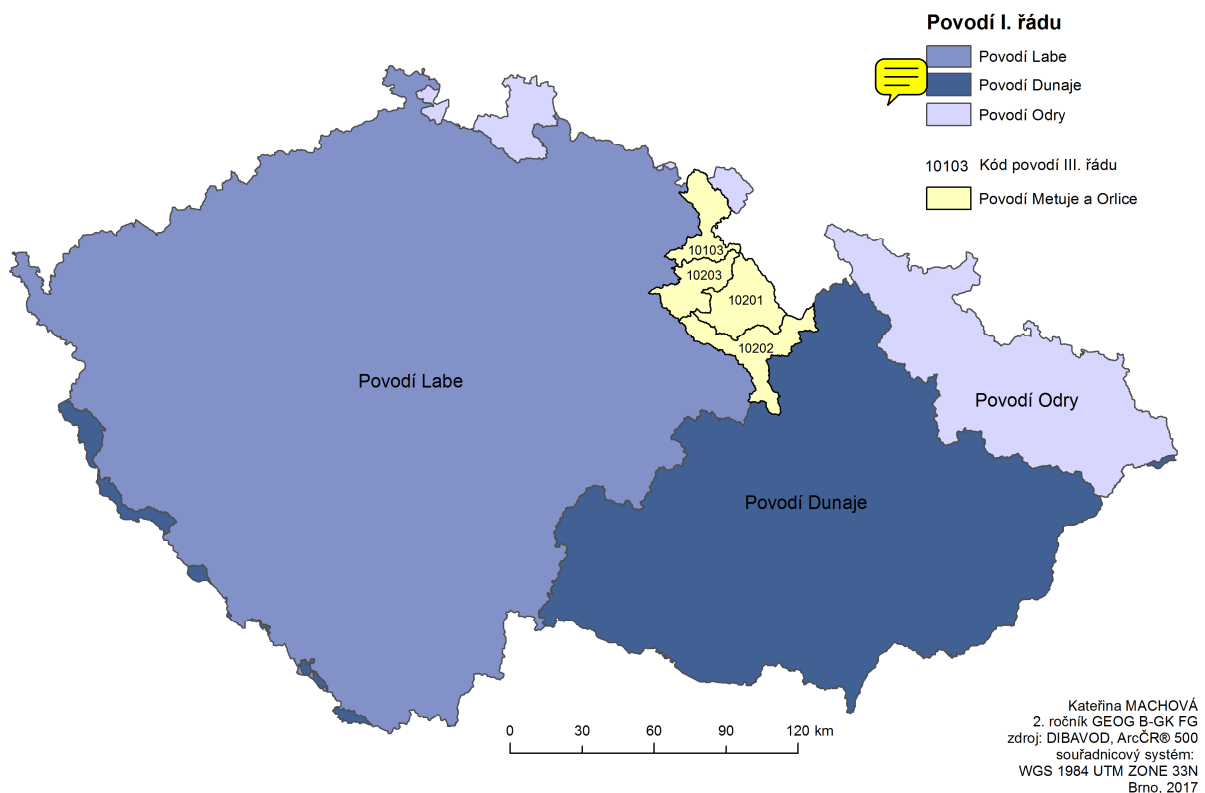 Povodí I. řádu
Povodí Labe
Povodí Dunaje
Povodí Odry
10103 Kód povodí III. řádu
Povodí Metuje a Orlice
10103
10203
10201
10202
Povodí Labe
Povodí Odry
Povodí Dunaje
0 30 60 90 120 km
Kateřina MACHOVÁ
2. ročník GEOG B-GK FG
zdroj: DIBAVOD, ArcČR® 500
souřadnicový systém:
WGS 1984 UTM ZONE 33N
Brno. 2017